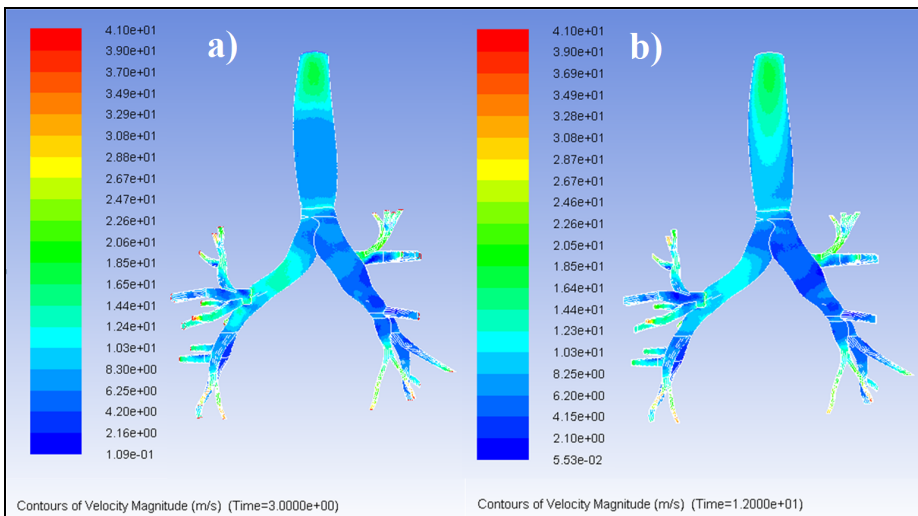 a)
4.10e+01
3.90e+01
3.70e+01
3.49e+01
3.29e+01
3.08e+01
2.88e+01
2.67e+01
2.47e+01
2.26e+01
2.06e+01
1.85e+01
1.65e+01
1.44e+01
1.24e+01
1.03e+01
8.30e+00
6.25e+00
4.20e+00
2.16e+00
1.09e-01
Contours of Velocity Magnitude (m/s) (Time=3.0000e+00)
b)
4.10e+01
3.90e+01
3.69e+01
3.49e+01
3.28e+01
3.08e+01
2.87e+01
2.67e+01
2.46e+01
2.26e+01
2.05e+01
1.85e+01
1.64e+01
1.44e+01
1.23e+01
1.03e+01
8.25e+00
6.20e+00
4.15e+00
2.10e+00
5.53e-02
Contours of Velocity Magnitude (m/s) (Time=1.2000e+01)